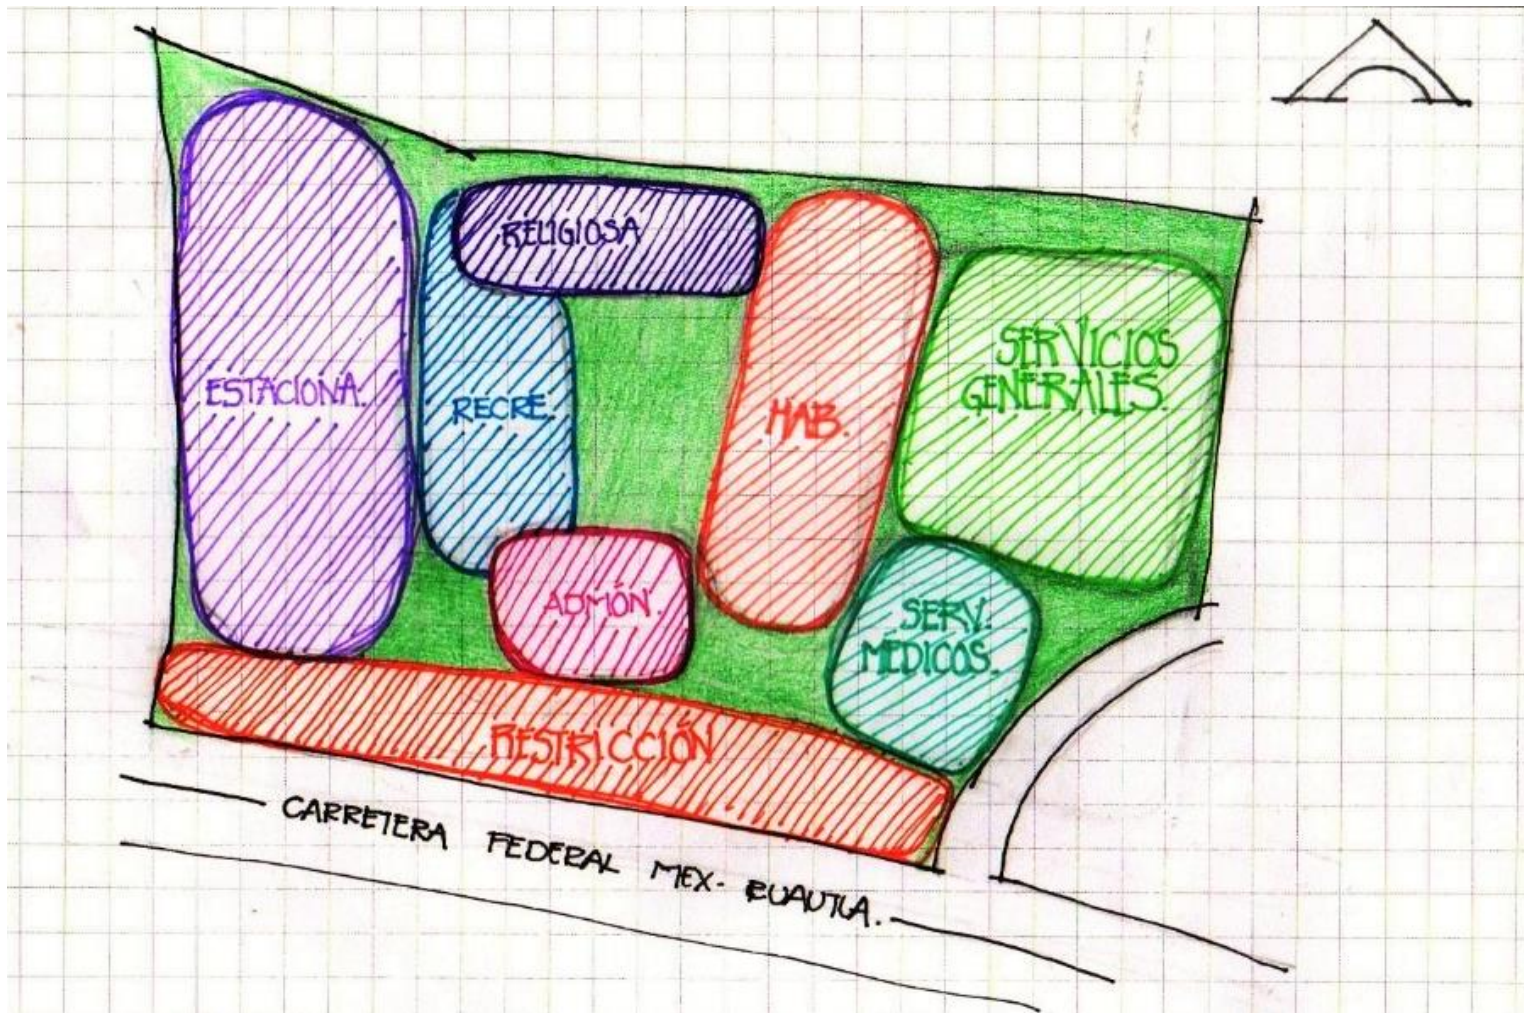 RELIGIOSA
ESTACIONA.
RECRE.
HAB.
SERVICIOS
GENERALES.
ADMÓN.
SERV.
MÉDICOS.
RESTRICCIÓN
CARRETERA FEDERAL MEX- CUAUTLA.